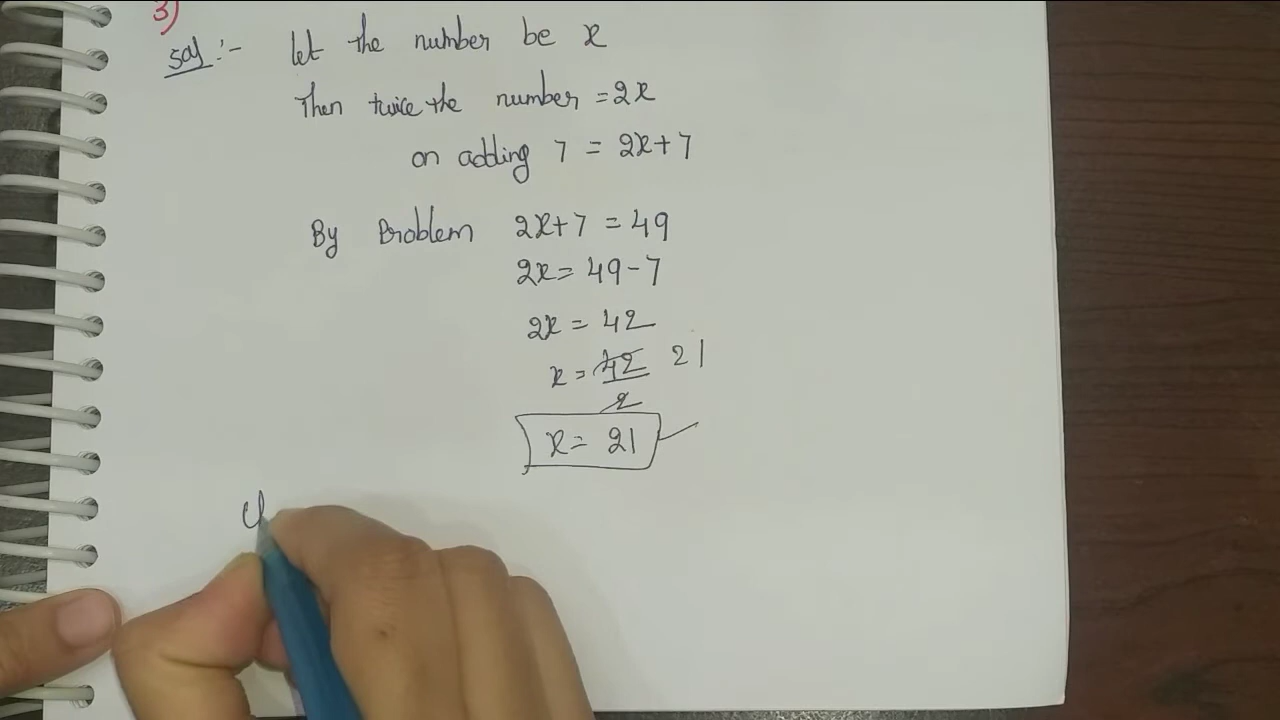 3)
Sol :- let the number be x
Then twice the number = 2x
on adding 7 = 2x + 7
By Problem 2x + 7 = 49
2x = 49 - 7
2x = 42
x = 42/2 21
x = 21